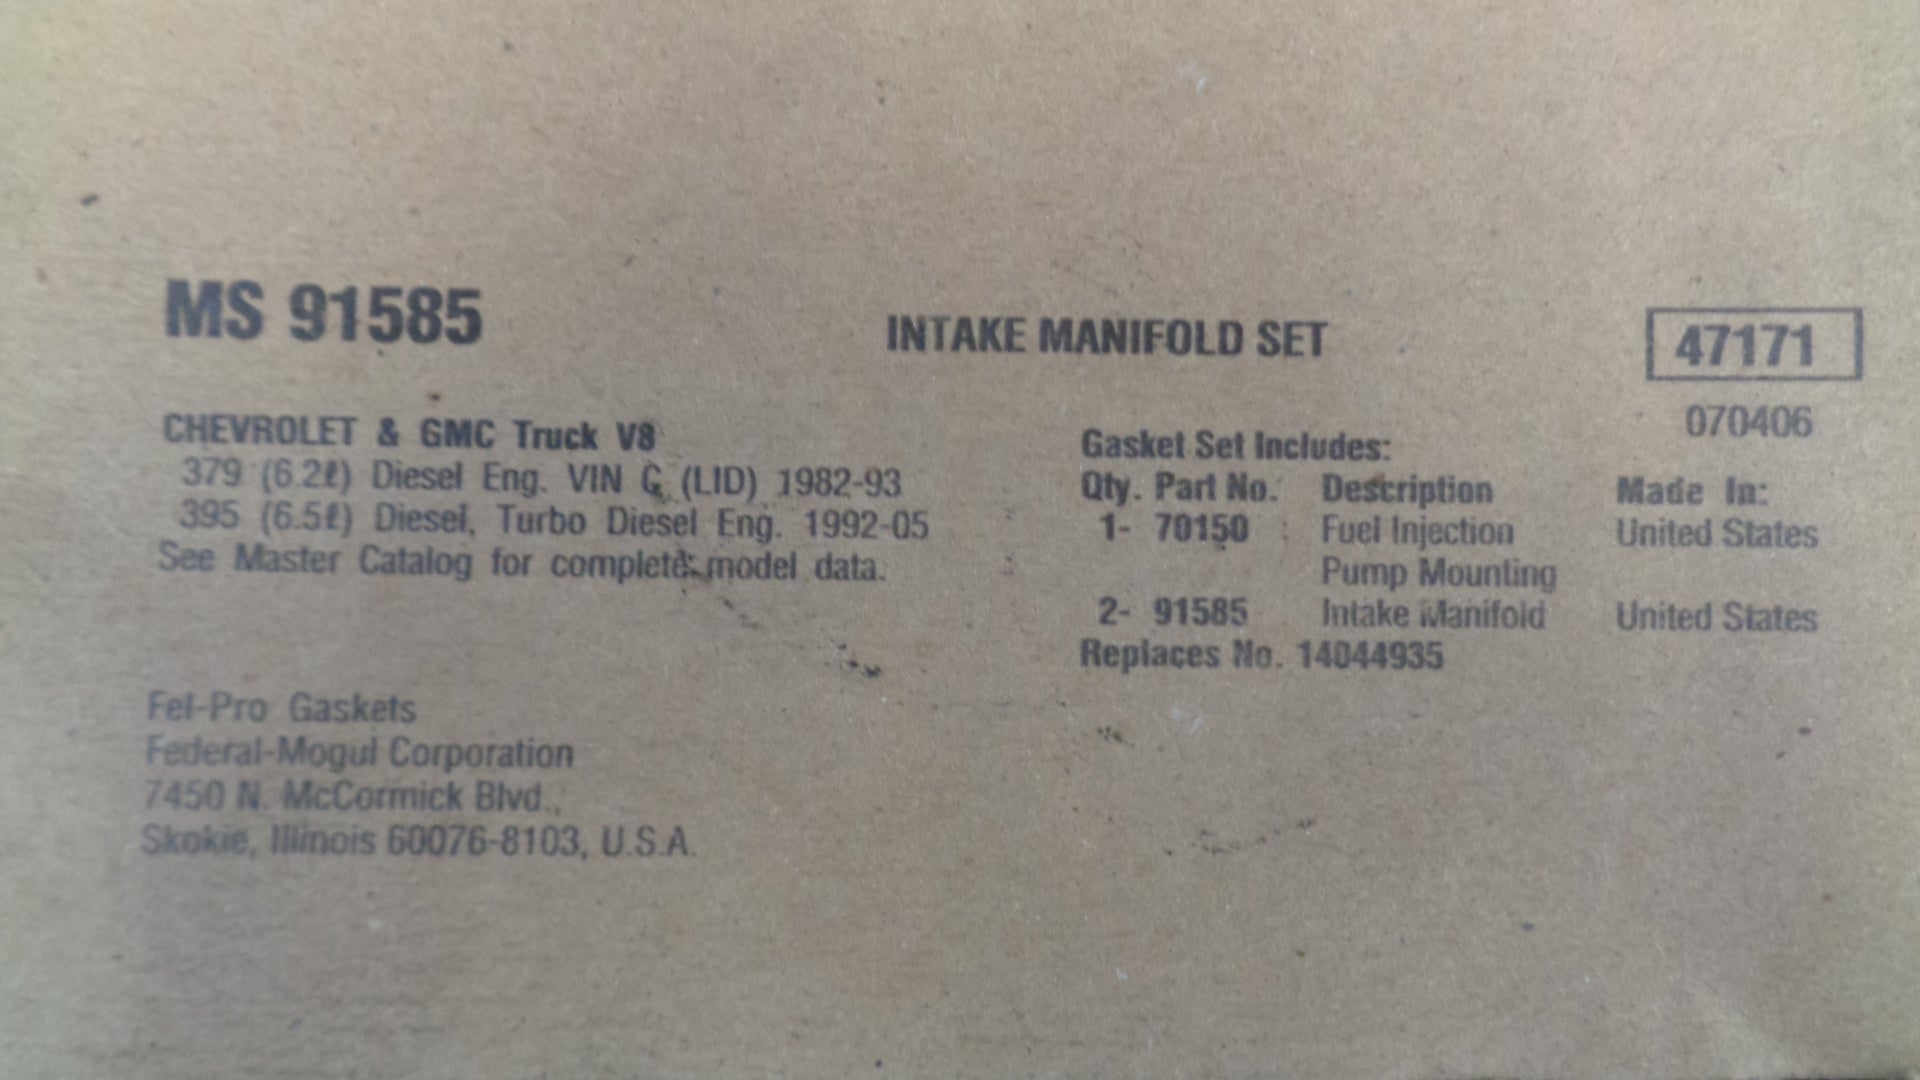 MS 91585
INTAKE MANIFOLD SET
47171
070406
CHEVROLET & GMC Truck V8
379 (6.2ℓ) Diesel Eng. VIN C (LID) 1982-93
395 (6.5ℓ) Diesel, Turbo Diesel Eng. 1992-05
See Master Catalog for complete model data.
Gasket Set Includes:
Qty. Part No. Description Made In:
1- 70150 Fuel Injection United States
Pump Mounting
2- 91585 Intake Manifold United States
Replaces No. 14044935
Fel-Pro Gaskets
Federal-Mogul Corporation
7450 N. McCormick Blvd.,
Skokie, Illinois 60076-8103, U.S.A.